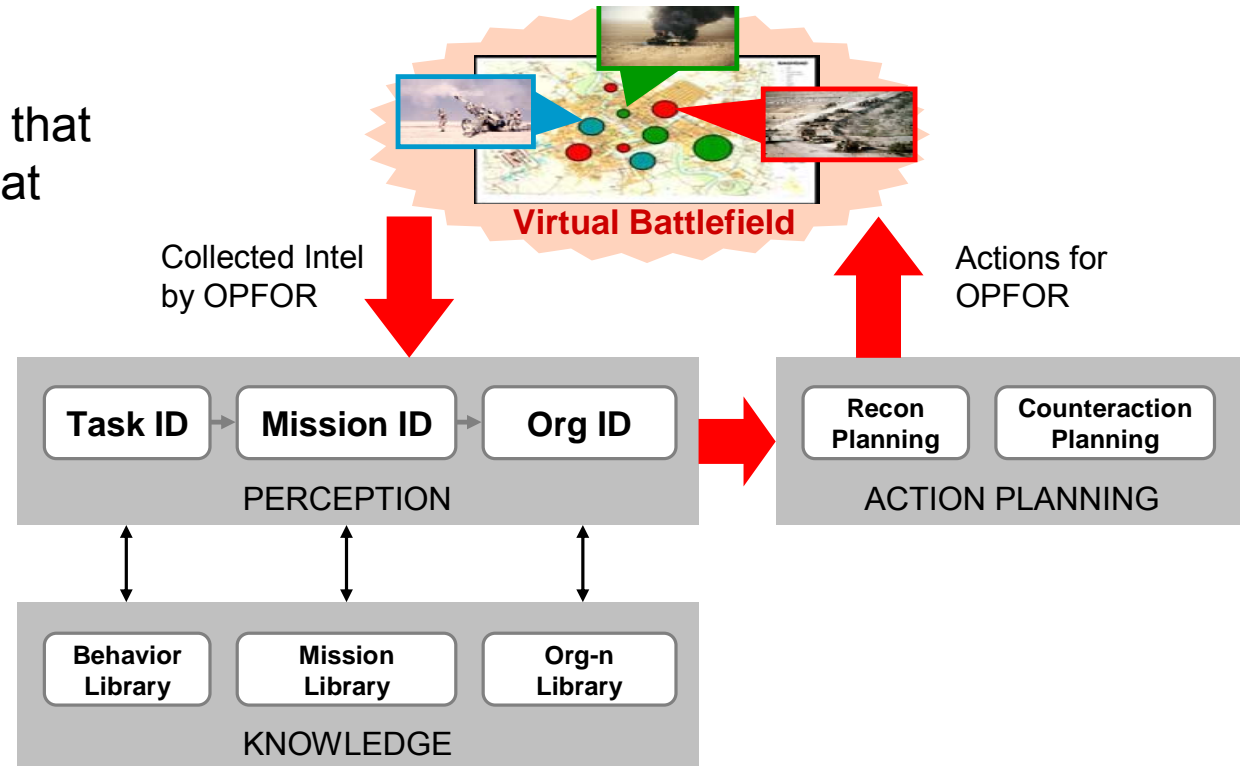 that
at
Virtual Battlefield
Collected Intel
by OPFOR
Actions for
OPFOR
Task ID
Mission ID
Org ID
PERCEPTION
Recon
Planning
Counteraction
Planning
ACTION PLANNING
Behavior
Library
Mission
Library
Org-n
Library
KNOWLEDGE